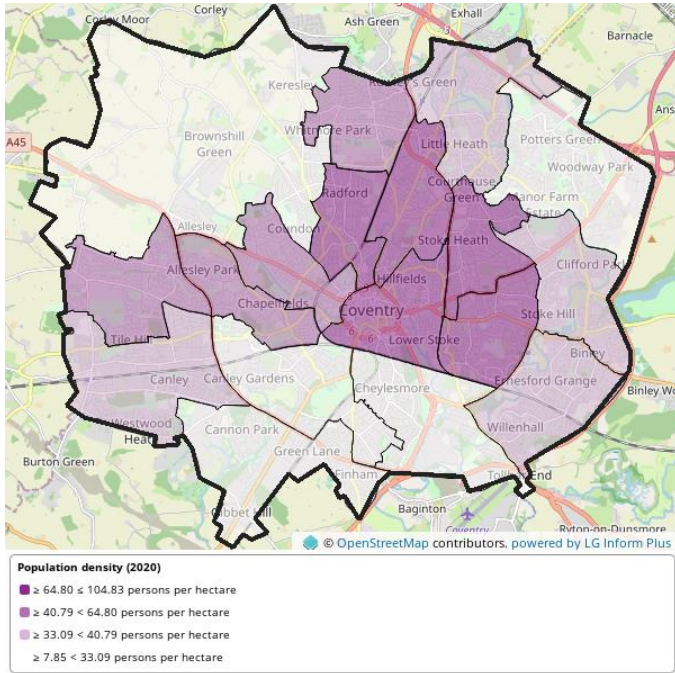 Corley Moor
Corley
Ash Green
Exhall
Barnacle
Keresley
A45
Brownshill
Green
Whitmore Park
Little Heath
Potters Green
Woodway Park
Radford
Courthouse
Green
Manor Farm
Estate
Allesley
Coundon
Stoke Heath
Clifford Park
Allesley Park
Hillfields
Chapelfields
Coventry
Stoke Hill
6 6
Tile Hill
Lower Stoke
Binley
Canley
Canley Gardens
Cheylesmore
Ernesford Grange
Binley Wo
Westwood
Heath
Cannon Park
Willenhall
Green Lane
Burton Green
Finham
End
Gibbet Hill
Baginton
Coventry
Ryton-on-Dunsmore
© OpenStreetMap contributors, powered by LG Inform Plus
Population density (2020)
≥ 64.80 ≤ 104.83 persons per hectare
≥ 40.79 < 64.80 persons per hectare
≥ 33.09 < 40.79 persons per hectare
≥ 7.85 < 33.09 persons per hectare